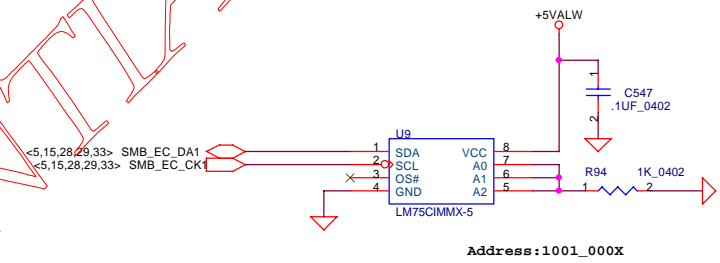 +5VALW
1
C547
.1UF_0402
2
U9
<5,15,28,29,33> SMB_EC_DA1 1 SDA VCC 8
<5,15,28,29,33> SMB_EC_CK1 2 SCL A0 7
3 OS# A1 6
4 GND A2 5
R94 1K_0402
1 2
LM75CIMMX-5
Address:1001_000X